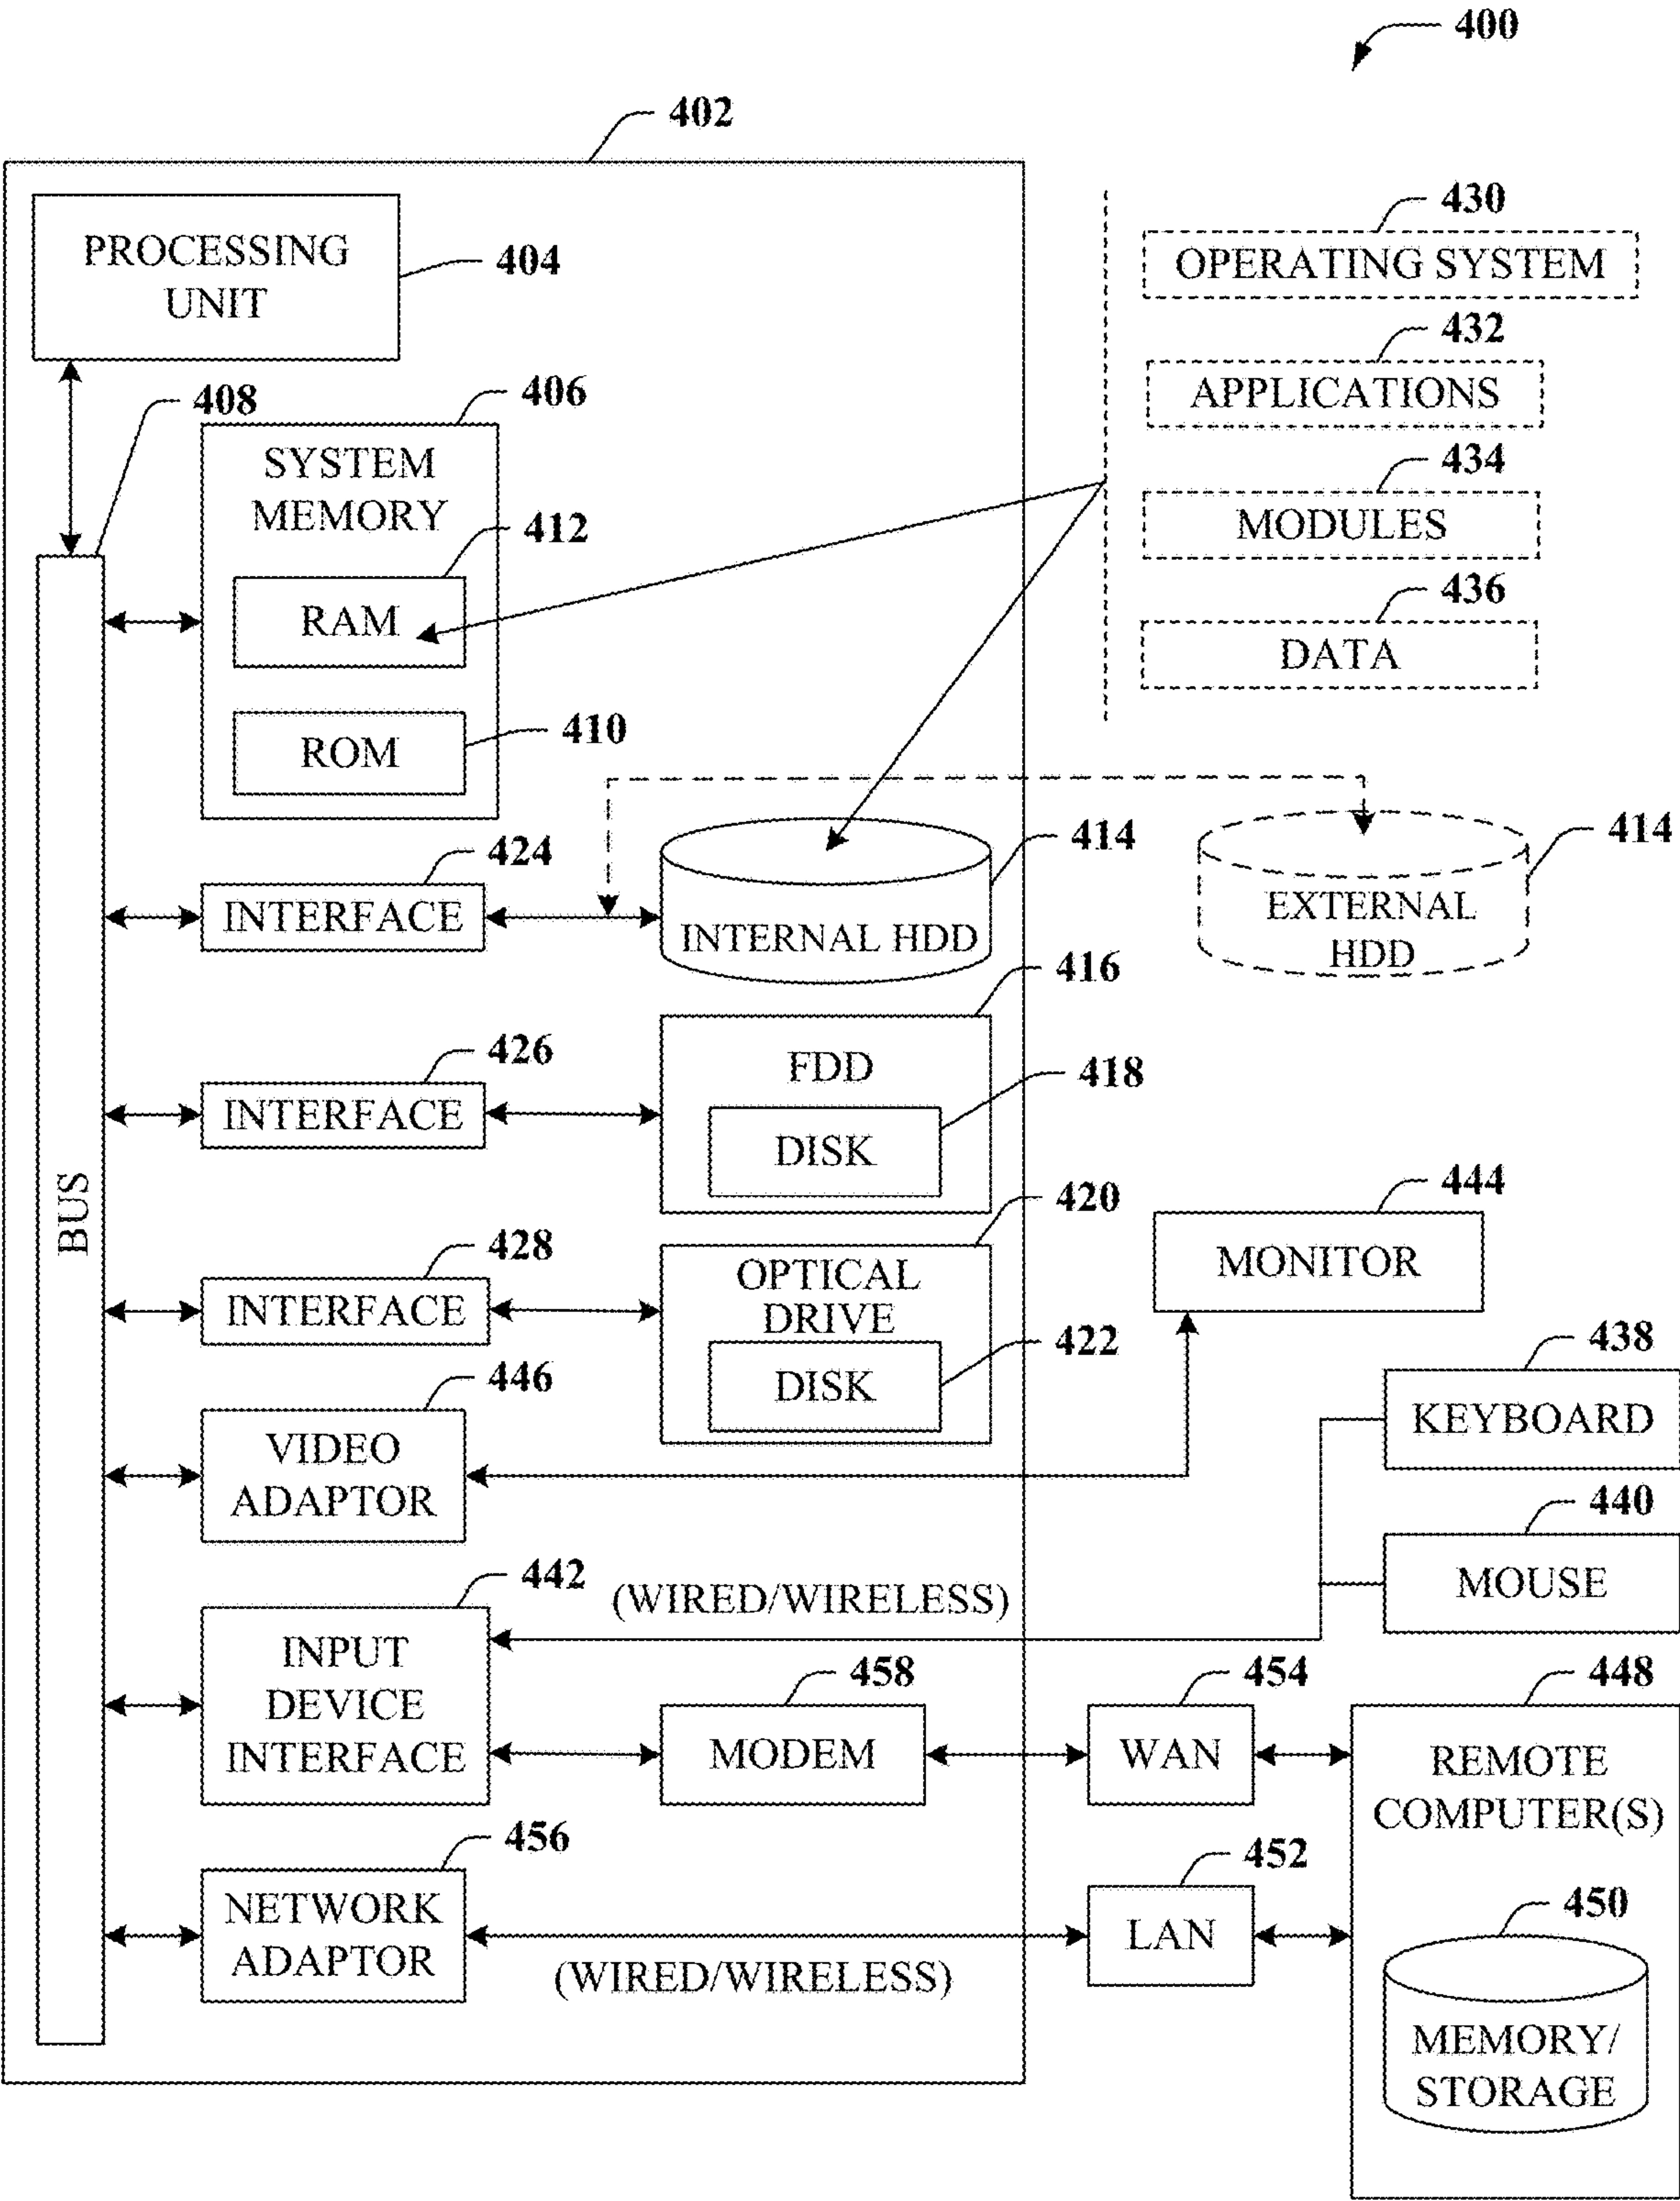 400
402
PROCESSING
UNIT
404
430
OPERATING SYSTEM
432
APPLICATIONS
434
MODULES
436
DATA
408
406
SYSTEM
MEMORY
412
RAM
410
ROM
BUS
424
INTERFACE
414
INTERNAL HDD
414
EXTERNAL
HDD
426
INTERFACE
416
FDD
418
DISK
428
INTERFACE
420
OPTICAL
DRIVE
422
DISK
444
MONITOR
446
VIDEO
ADAPTOR
438
KEYBOARD
440
MOUSE
442
INPUT
DEVICE
INTERFACE
(WIRED/WIRELESS)
458
MODEM
454
WAN
448
REMOTE
COMPUTER(S)
456
NETWORK
ADAPTOR
(WIRED/WIRELESS)
452
LAN
450
MEMORY/
STORAGE